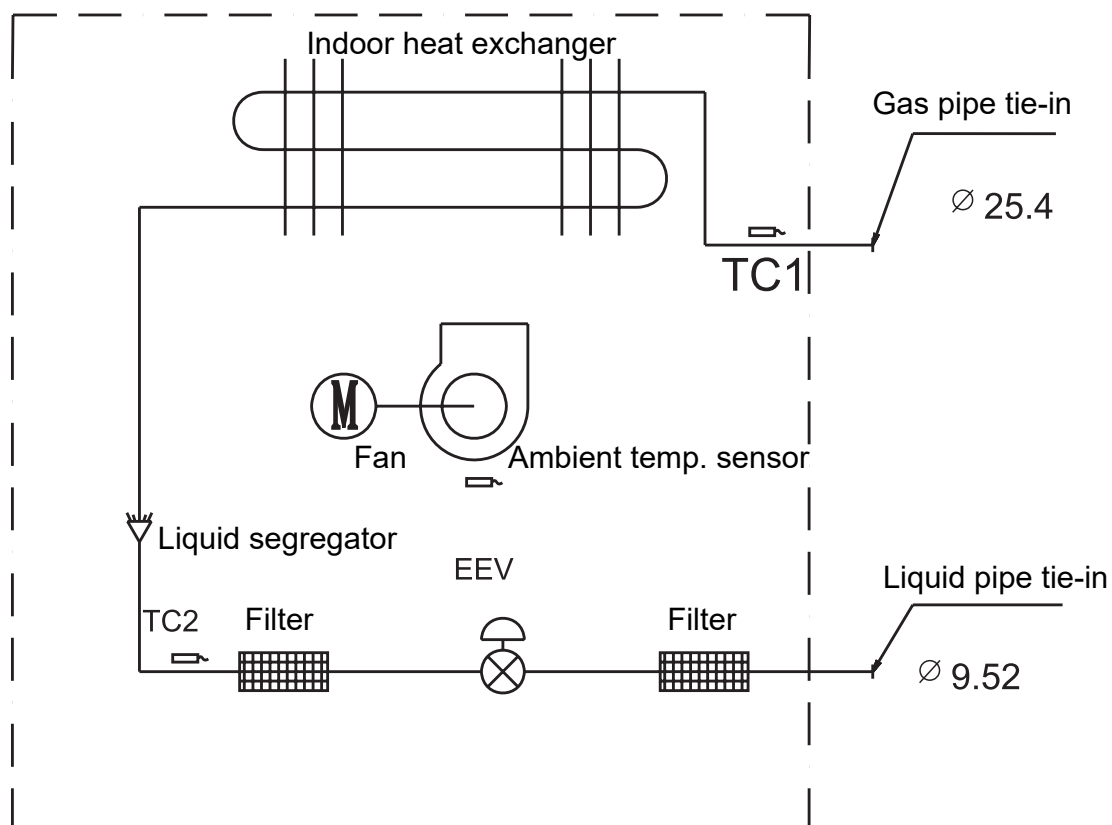 Indoor heat exchanger
Gas pipe tie-in
∅ 25.4
TC1
M
Fan
Ambient temp. sensor
Liquid segregator
EEV
Liquid pipe tie-in
TC2
Filter
Filter
∅ 9.52